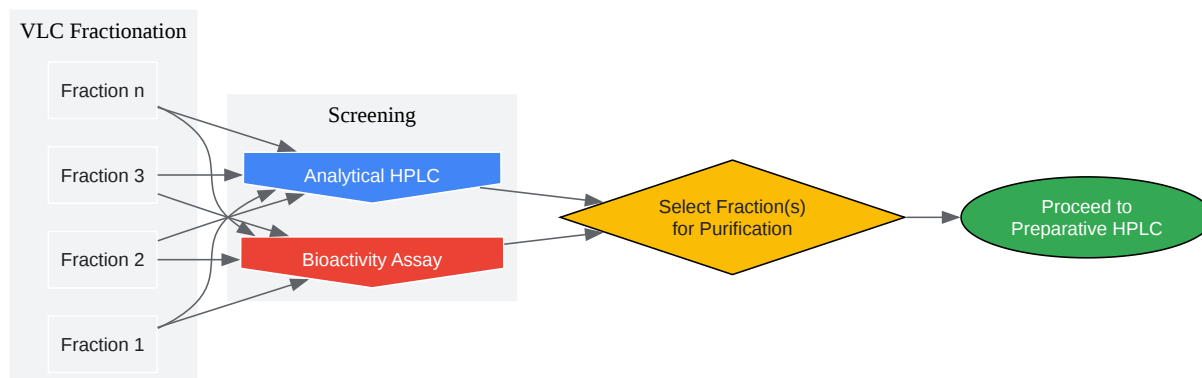 VLC Fractionation
Fraction n
Fraction 3
Fraction 2
Fraction 1
Screening
Analytical HPLC
Bioactivity Assay
Select Fraction(s)
for Purification
Proceed to
Preparative HPLC